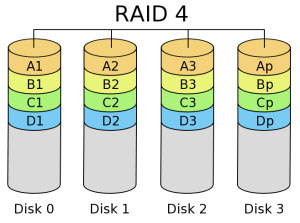 RAID 4
A1 A2 A3 Ap
B1 B2 B3 Bp
C1 C2 C3 Cp
D1 D2 D3 Dp
Disk 0 Disk 1 Disk 2 Disk 3